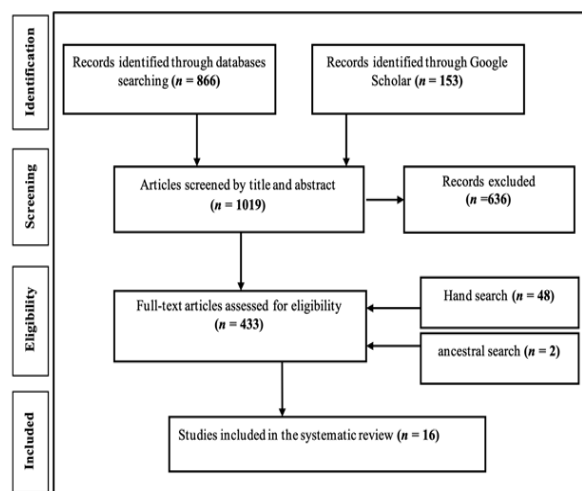 Identification
Records identified through databases
searching (n = 866)
Records identified through Google
Scholar (n = 153)
Screening
Articles screened by title and abstract
(n = 1019)
Records excluded
(n =636)
Eligibility
Full-text articles assessed for eligibility
(n = 433)
Hand search (n = 48)
ancestral search (n = 2)
Included
Studies included in the systematic review (n = 16)